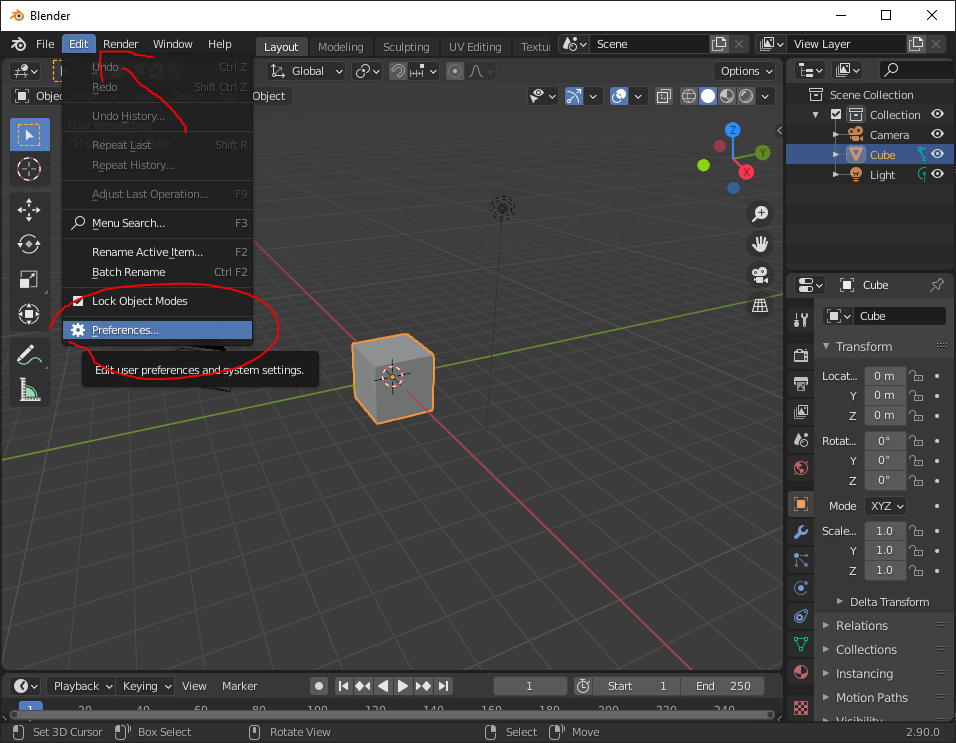 Blender
File Edit Render Window Help Layout Modeling Sculpting UV Editing Textu Scene View Layer
Global Options
Undo Ctrl Z
Redo Shift Ctrl Z
Undo History...
Repeat Last Shift R
Repeat History...
Adjust Last Operation... F9
Menu Search... F3
Rename Active Item... F2
Batch Rename Ctrl F2
Lock Object Modes
Preferences...
Edit user preferences and system settings.
Object
Z
Y
X
Scene Collection
Collection
Camera
Cube
Light
Cube
Cube
Transform
Locat... 0 m
Y 0 m
Z 0 m
Rotat... 0°
Y 0°
Z 0°
Mode XYZ
Scale... 1.0
Y 1.0
Z 1.0
Delta Transform
Relations
Collections
Instancing
Motion Paths
Visibility
Playback Keying View Marker 1 Start 1 End 250
1 20 40 60 80 100 120 140 160 180 200 220 240
Set 3D Cursor Box Select Rotate View Select Move 2.90.0